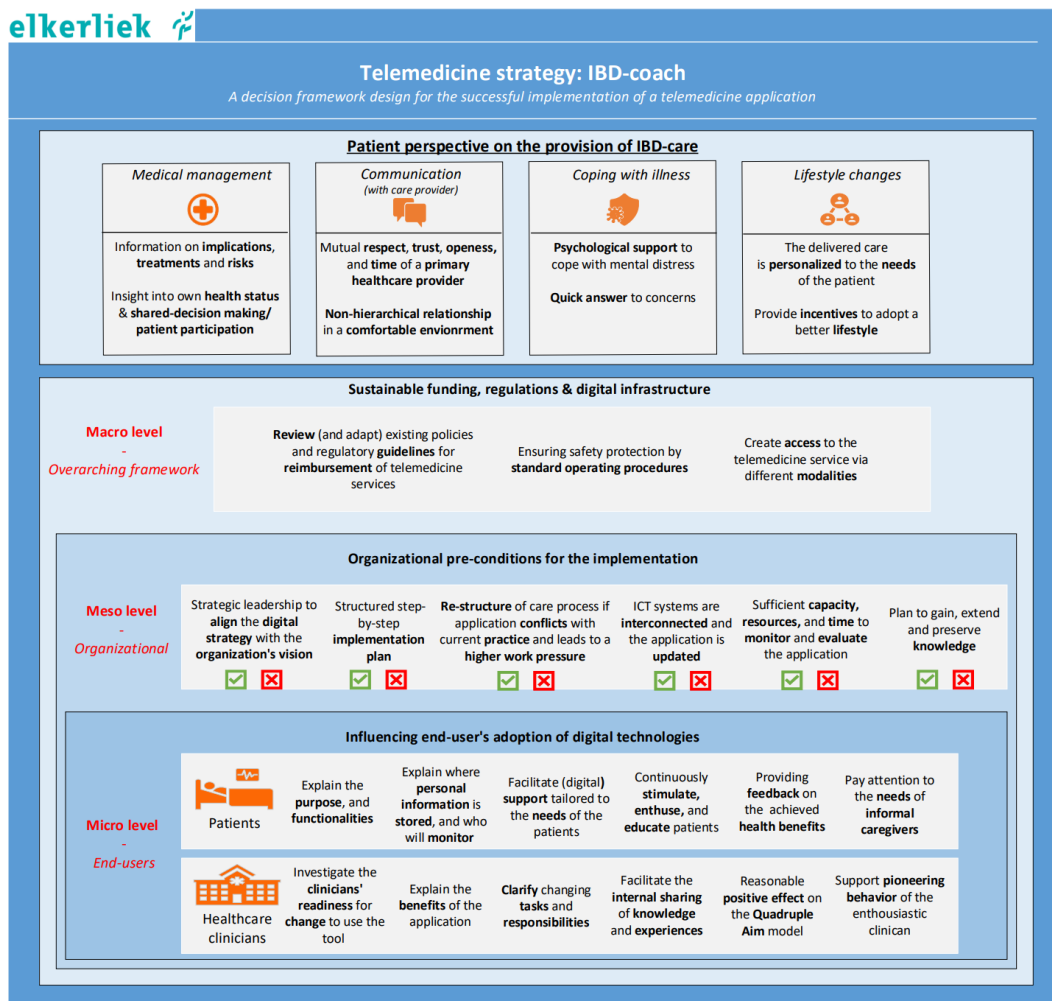 elkerliek
Telemedicine strategy: IBD-coach
A decision framework design for the successful implementation of a telemedicine application
Patient perspective on the provision of IBD-care
Medical management
Information on implications,
treatments and risks
Insight into own health status
& shared-decision making/
patient participation
Communication
(with care provider)
Mutual respect, trust, openess,
and time of a primary
healthcare provider
Non-hierarchical relationship
in a comfortable envionrment
Coping with illness
Psychological support to
cope with mental distress
Quick answer to concerns
Lifestyle changes
The delivered care
is personalized to the needs
of the patient
Provide incentives to adopt a
better lifestyle
Sustainable funding, regulations & digital infrastructure
Macro level
-
Overarching framework
Review (and adapt) existing policies
and regulatory guidelines for
reimbursement of telemedicine
services
Ensuring safety protection by
standard operating procedures
Create access to the
telemedicine service via
different modalities
Organizational pre-conditions for the implementation
Meso level
-
Organizational
Strategic leadership to
align the digital
strategy with the
organization's vision
Structured step-
by-step
implementation
plan
Re-structure of care process if
application conflicts with
current practice and leads to a
higher work pressure
ICT systems are
interconnected and
the application is
updated
Sufficient capacity,
resources, and time to
monitor and evaluate
the application
Plan to gain, extend
and preserve
knowledge
Influencing end-user's adoption of digital technologies
Micro level
-
End-users
Patients
Explain the
purpose, and
functionalities
Explain where
personal
information is
stored, and who
will monitor
Facilitate (digital)
support tailored to
the needs of the
patients
Continuously
stimulate,
enthuse, and
educate patients
Providing
feedback on
the achieved
health benefits
Pay attention to
the needs of
informal
caregivers
Healthcare
clinicians
Investigate the
clinicians'
readiness for
change to use the
tool
Explain the
benefits of the
application
Clarify changing
tasks and
responsibilities
Facilitate the
internal sharing
of knowledge
and experiences
Reasonable
positive effect on
the Quadruple
Aim model
Support pioneering
behavior of the
enthousiastic
clinican